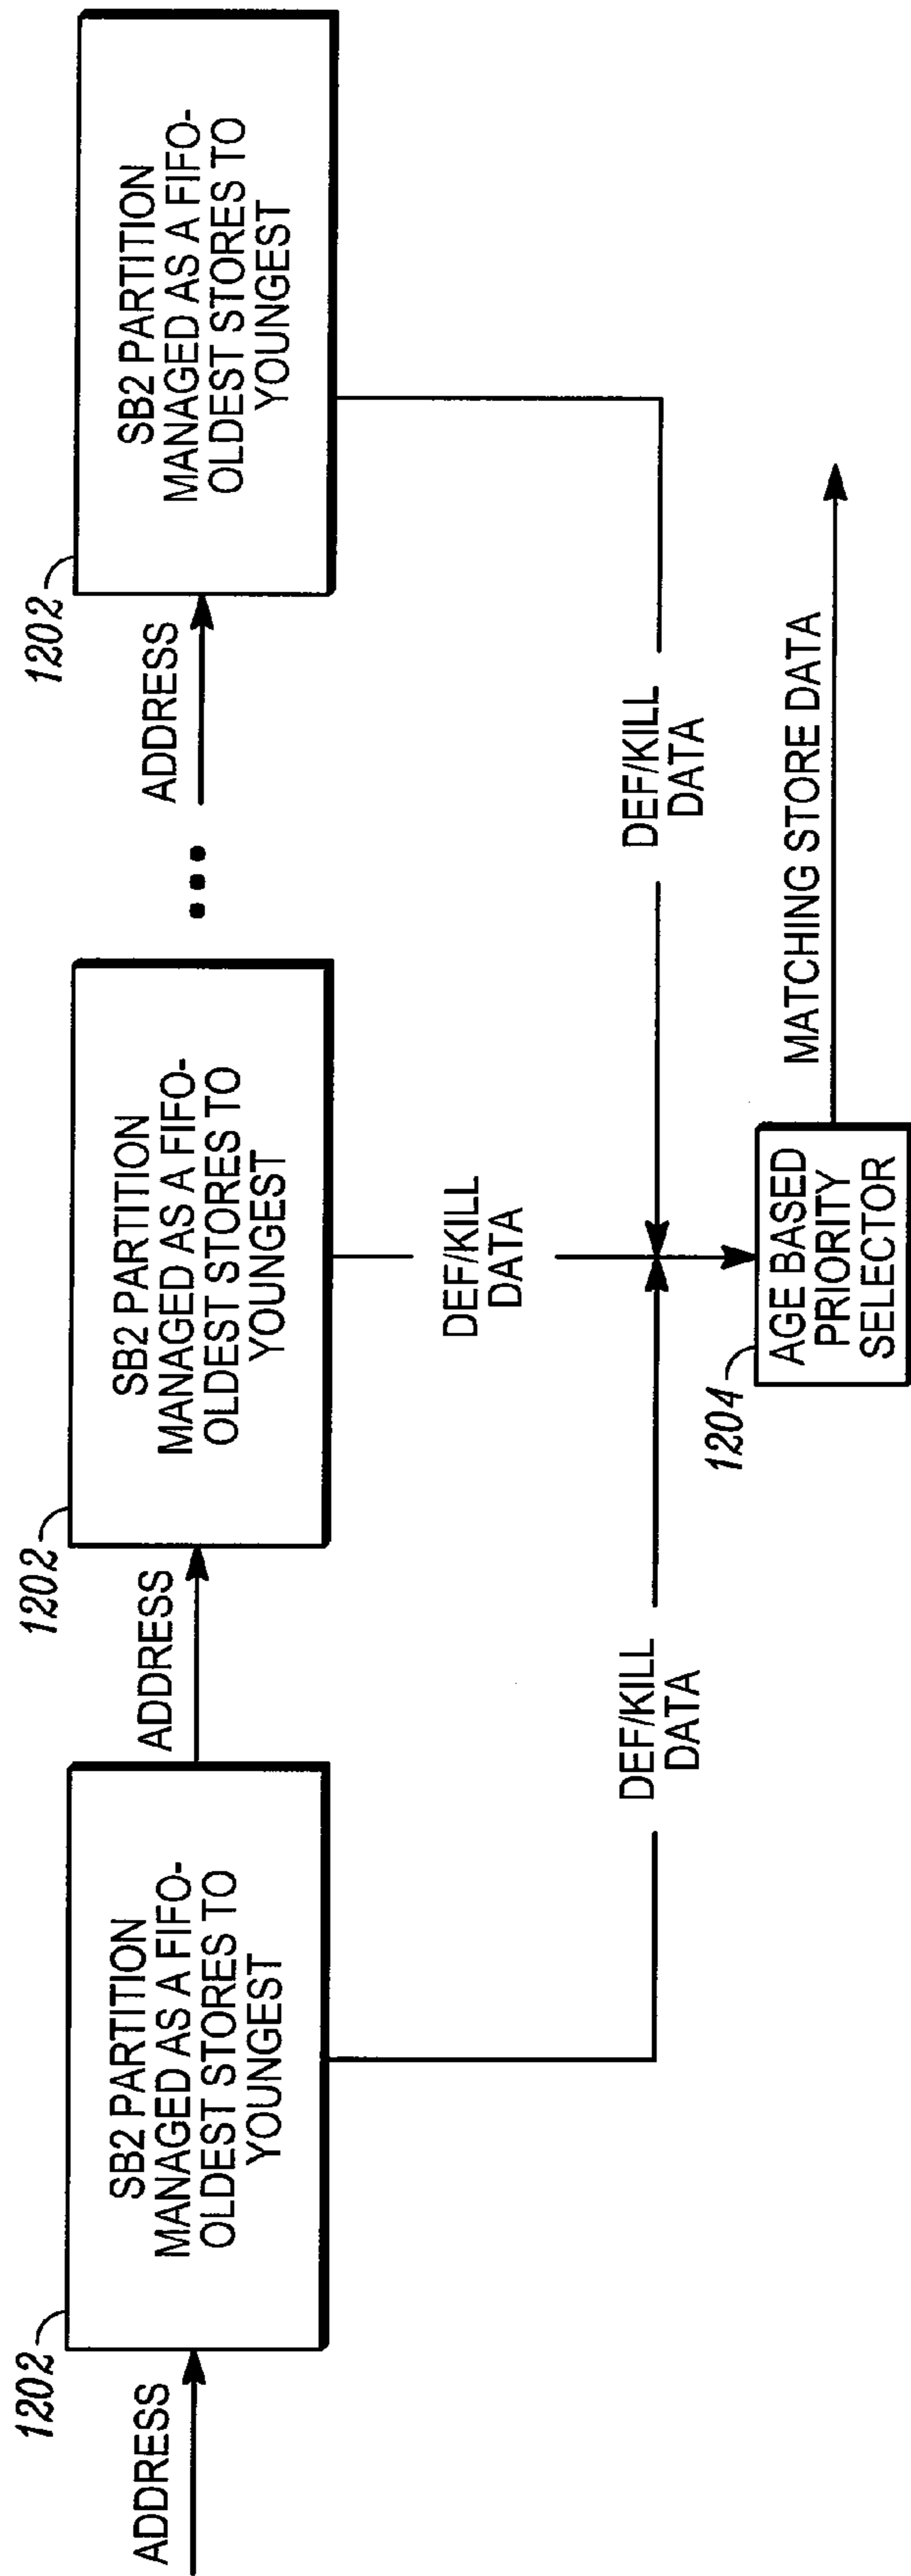 ADDRESS
1202
SB2 PARTITION
MANAGED AS A FIFO-
OLDEST STORES TO
YOUNGEST
ADDRESS
1202
SB2 PARTITION
MANAGED AS A FIFO-
OLDEST STORES TO
YOUNGEST
ADDRESS
1202
SB2 PARTITION
MANAGED AS A FIFO-
OLDEST STORES TO
YOUNGEST
DEF/KILL
DATA
DEF/KILL
DATA
DEF/KILL
DATA
1204
AGE BASED
PRIORITY
SELECTOR
MATCHING STORE DATA